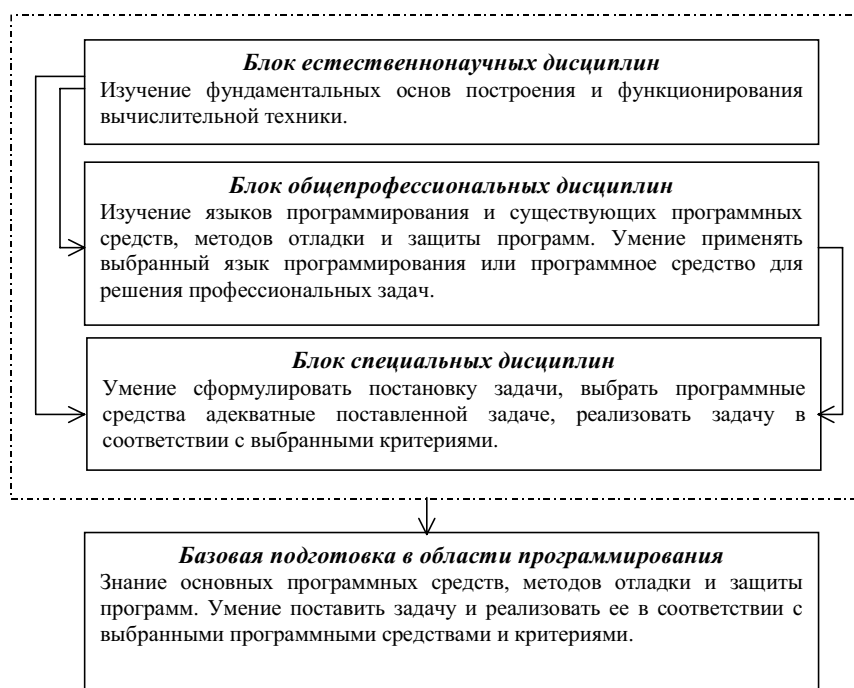 Блок естественнонаучных дисциплин
Изучение фундаментальных основ построения и функционирования
вычислительной техники.
Блок общепрофессиональных дисциплин
Изучение языков программирования и существующих программных
средств, методов отладки и защиты программ. Умение применять
выбранный язык программирования или программное средство для
решения профессиональных задач.
Блок специальных дисциплин
Умение сформулировать постановку задачи, выбрать программные
средства адекватные поставленной задаче, реализовать задачу в
соответствии с выбранными критериями.
Базовая подготовка в области программирования
Знание основных программных средств, методов отладки и защиты
программ. Умение поставить задачу и реализовать ее в соответствии с
выбранными программными средствами и критериями.